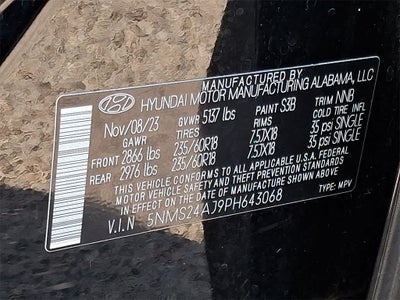 MANUFACTURED BY
HYUNDAI MOTOR MANUFACTURING ALABAMA, LLC
Nov/08/23 GVWR 5137 lbs PAINT S3B TRIM NNB
GAWR TIRES RIMS COLD TIRE INFL
FRONT 2866 lbs 235/60R18 7.5JX18 35 psi SINGLE
REAR 2976 lbs 235/60R18 7.5JX18 35 psi SINGLE
THIS VEHICLE CONFORMS TO ALL APPLICABLE U.S.A. FEDERAL
MOTOR VEHICLE SAFETY AND THEFT PREVENTION STANDARDS
IN EFFECT ON THE DATE OF MANUFACTURE SHOWN ABOVE.
V.I.N 5NMS24AJ9PH643068 TYPE: MPV